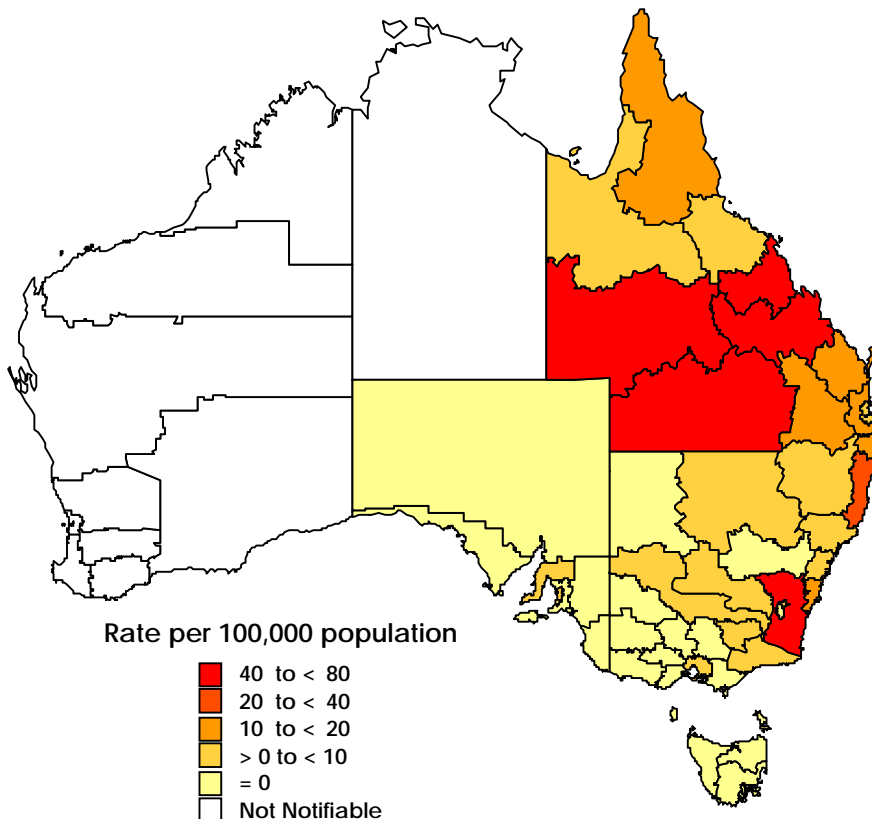 Rate per 100,000 population
40 to < 80
20 to < 40
10 to < 20
> 0 to < 10
= 0
Not Notifiable